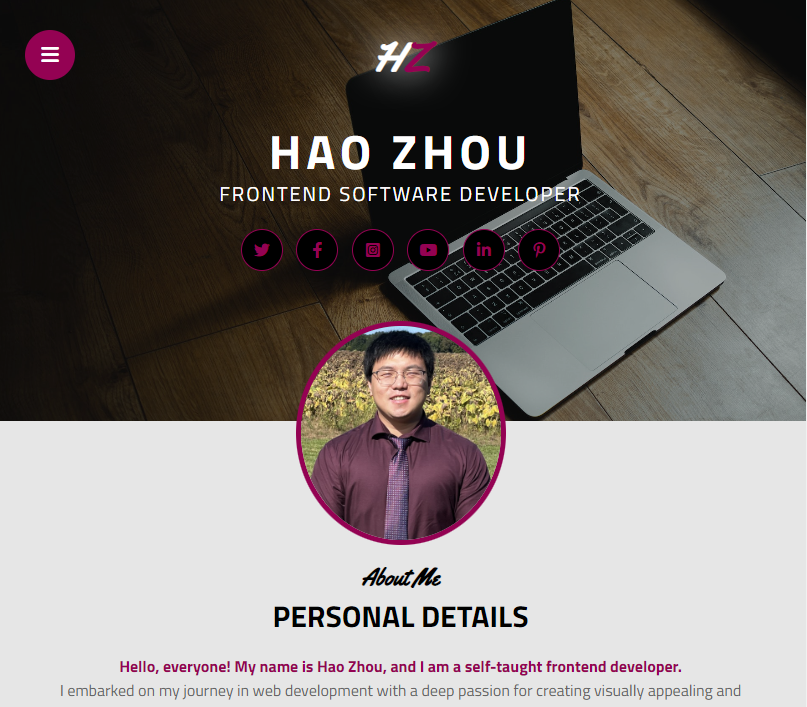 HZ
HAO ZHOU
FRONTEND SOFTWARE DEVELOPER
About Me
PERSONAL DETAILS
Hello, everyone! My name is Hao Zhou, and I am a self-taught frontend developer.
I embarked on my journey in web development with a deep passion for creating visually appealing and